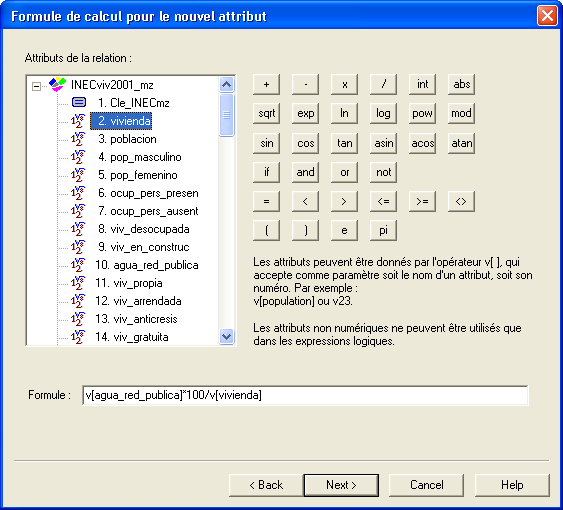 Formule de calcul pour le nouvel attribut
Attributs de la relation :
INECviv2001_mz
1. Cle_INECmz
2. vivienda
3. poblacion
4. pop_masculino
5. pop_femenino
6. ocup_pers_presen
7. ocup_pers_ausent
8. viv_desocupada
9. viv_en_construc
10. agua_red_publica
11. viv_propia
12. viv_arrendada
13. viv_anticresis
14. viv_gratuita
+ - x / int abs
sqrt exp ln log pow mod
sin cos tan asin acos atan
if and or not
= < > <= >= <>
( ) e pi
Les attributs peuvent être donnés par l'opérateur v[ ], qui
accepte comme paramètre soit le nom d'un attribut, soit son
numéro. Par exemple :
v[population] ou v23.
Les attributs non numériques ne peuvent être utilisés que
dans les expressions logiques.
Formule : v[agua_red_publica]*100/v[vivienda]
< Back Next > Cancel Help